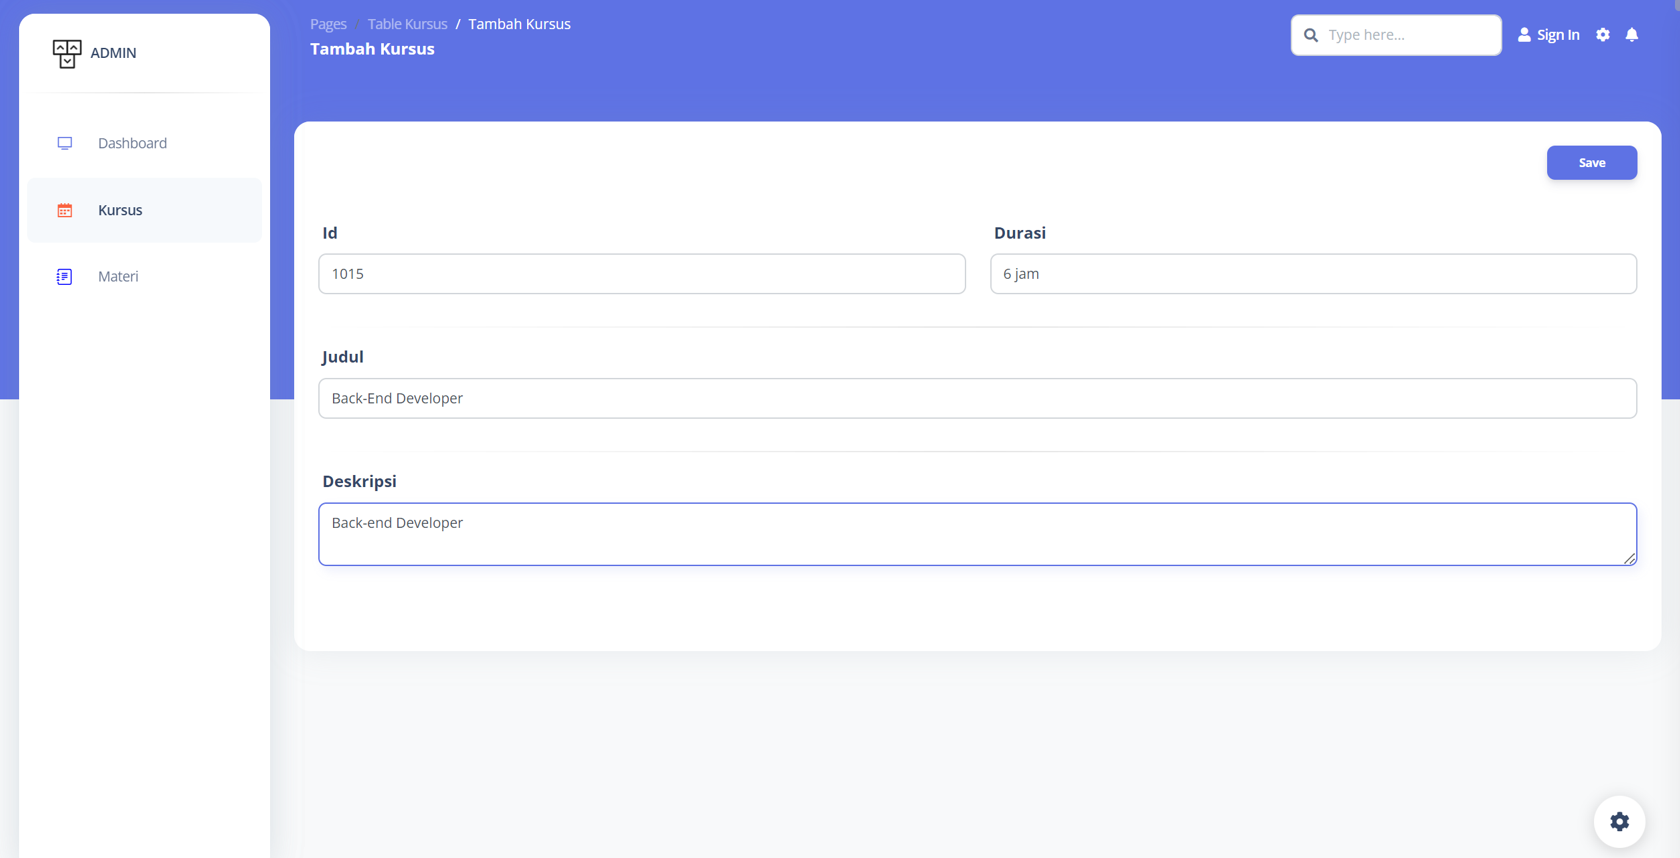 ADMIN
Dashboard
Kursus
Materi
Pages / Table Kursus / Tambah Kursus
Tambah Kursus
Type here...
Sign In
Save
Id
1015
Durasi
6 jam
Judul
Back-End Developer
Deskripsi
Back-end Developer